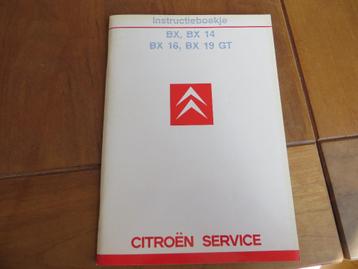 Instructieboekje
BX, BX 14
BX 16, BX 19 GT
CITROËN SERVICE